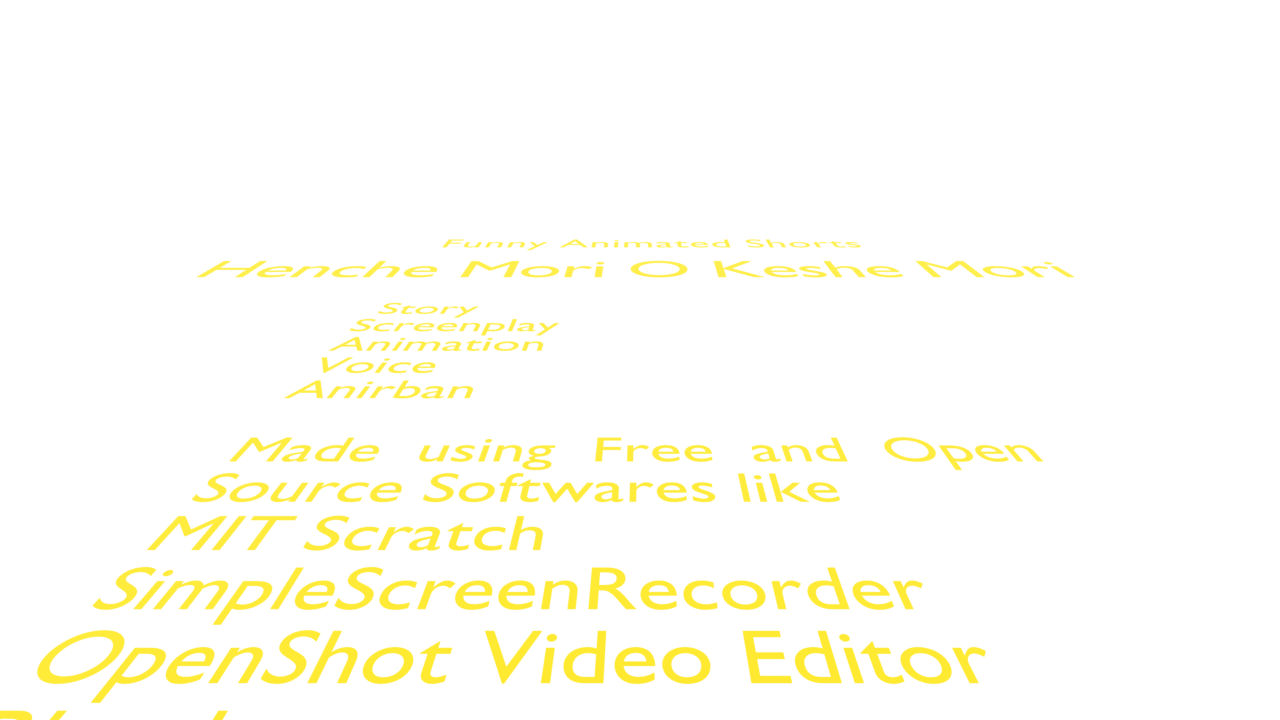 Funny Animated Shorts
Henche Mori O Keshe Mori
Story
Screenplay
Animation
Voice
Anirban
Made using Free and Open
Source Softwares like
MIT Scratch
SimpleScreenRecorder
OpenShot Video Editor